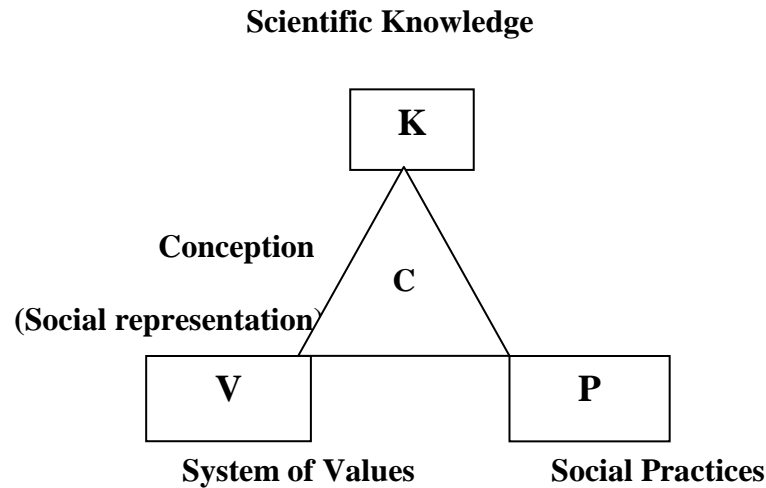 Scientific Knowledge
K
Conception
C
(Social representation)
V
P
System of Values
Social Practices